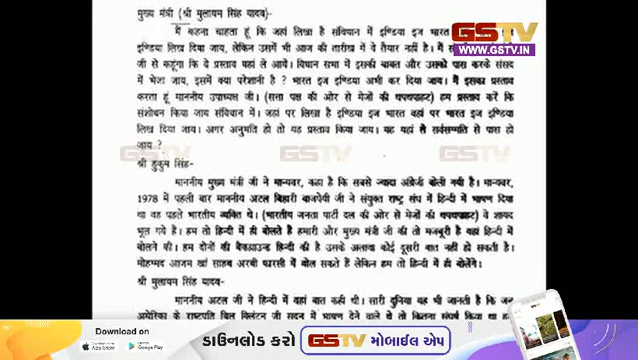 मुख्य मंत्री (श्री मुलायम सिंह यादव)
GSTV
WWW.GSTV.IN
मैं कहना चाहता हूं कि जहां लिखा है संविधान में इण्डिया इज भारत
इण्डिया लिख दिया जाय, लेकिन उसमें भी आज की तारीख में वे तैयार नहीं है। मैं
जी से कहूंगा कि वे प्रस्ताव यहां ले आयें। विधान सभा में इसकी बाबत और उसको पास करके संसद
में भेजा जाय, इसमें क्या परेशानी है ? भारत इज इण्डिया अभी कर दिया जाय। मैं इसका प्रस्ताव
करता हूं माननीय उपाध्यक्ष जी। (सत्ता पक्ष की ओर से मेजों की थपथपाहट) हम प्रस्ताव करें कि
संशोधन किया जाय संविधान में। जहां पर लिखा है इण्डिया इज भारत वहां पर भारत इज इण्डिया
लिख दिया जाय। अगर अनुमति हो तो यह प्रस्ताव किया जाय। यह यहां से सर्वसम्मति से पास हो
जाय ?
GSTV
श्री हुकुम सिंह-
माननीय मुख्य मंत्री जी ने मान्यवर, कहा है कि सबसे ज्यादा अंग्रेजी बोली गयी है। मान्यवर,
1978 में पहली बार माननीय अटल बिहारी बाजपेयी जी ने संयुक्त राष्ट्र संघ में हिन्दी में भाषण दिया
था वह पहले भारतीय व्यक्ति थे। (भारतीय जनता पार्टी दल की ओर से मेजों की थपथपाहट) वे शायद
भूल गये हैं। हम तो हिन्दी में ही बोलते हैं हमारी और मुख्य मंत्री जी की तो मजबूरी है यहां हिन्दी में
बोलने की। हम दोनों की बैकग्राउन्ड हिन्दी की है उसके अलावा कोई दूसरी बात नहीं हो सकती है।
मोहम्मद आजम खां साहब अरबी फारसी में बोल सकते हैं लेकिन हम तो हिन्दी में ही बोलेंगे।
श्री मुलायम सिंह यादव-
माननीय अटल जी ने हिन्दी में वहां बात कही थी। सारी दुनिया यह भी जानती है कि जब
अमेरिका के राष्ट्रपति बिल क्लिंटन जी सदन में भाषण देने वाले थे तो कितना संघर्ष किया था
Download on
App Store
Google Play
ડાઉનલોડ કરો GSTV મોબાઈલ એપ